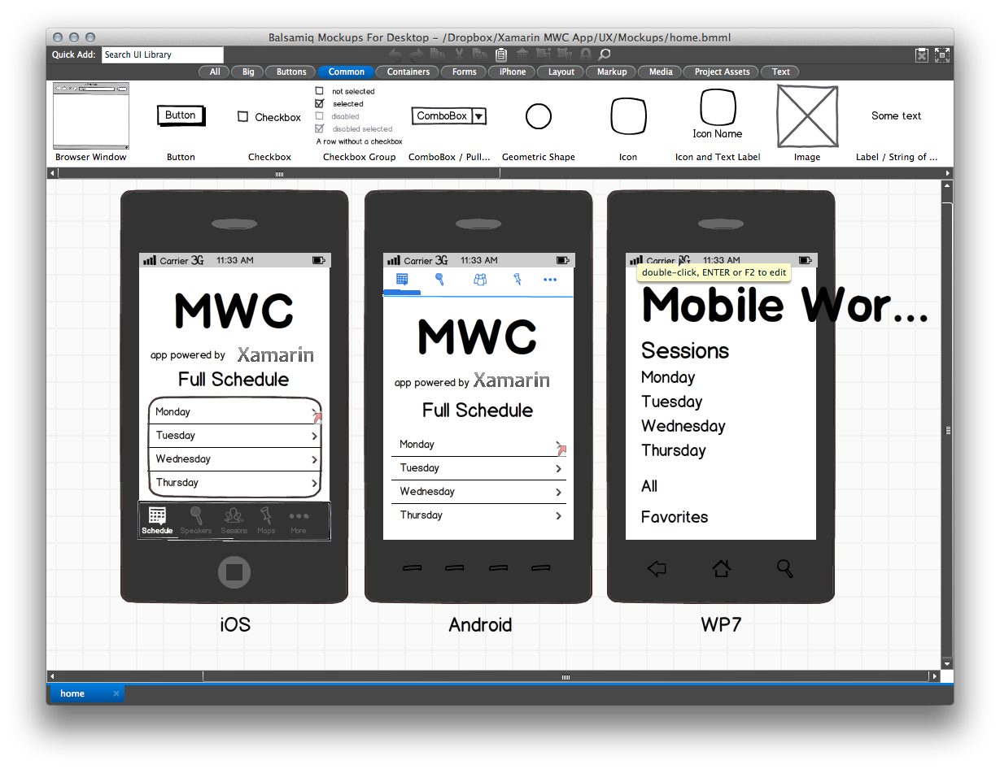 Balsamiq Mockups For Desktop – /Dropbox/Xamarin MWC App/UX/Mockups/home.bmml
Quick Add: Search UI Library
All Big Buttons Common Containers Forms iPhone Layout Markup Media Project Assets Text
not selected
selected
disabled
disabled selected
A row without a checkbox
Button
Checkbox
ComboBox
Icon Name
Some text
Browser Window Button Checkbox Checkbox Group ComboBox / Pull... Geometric Shape Icon Icon and Text Label Image Label / String of ...
Carrier 3G 11:33 AM
MWC
app powered by Xamarin
Full Schedule
Monday
Tuesday
Wednesday
Thursday
Schedule Speakers Sessions Maps More
iOS
Carrier 3G 11:33 AM
MWC
app powered by Xamarin
Full Schedule
Monday
Tuesday
Wednesday
Thursday
Android
Carrier 3G 11:33 AM
double-click, ENTER or F2 to edit
Mobile Wor...
Sessions
Monday
Tuesday
Wednesday
Thursday
All
Favorites
WP7
home